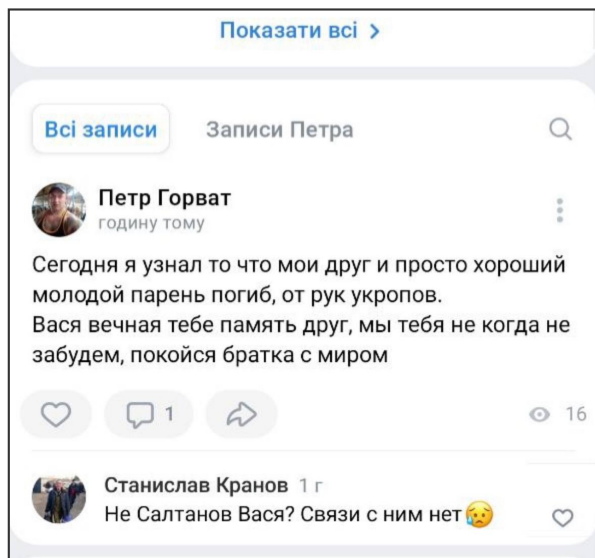 Показати всі >
Всі записи
Записи Петра
Петр Горват
годину тому
Сегодня я узнал то что мои друг и просто хороший
молодой парень погиб, от рук укропов.
Вася вечная тебе память друг, мы тебя не когда не
забудем, покойся братка с миром
1
16
Станислав Кранов 1 г
Не Салтанов Вася? Связи с ним нет😥